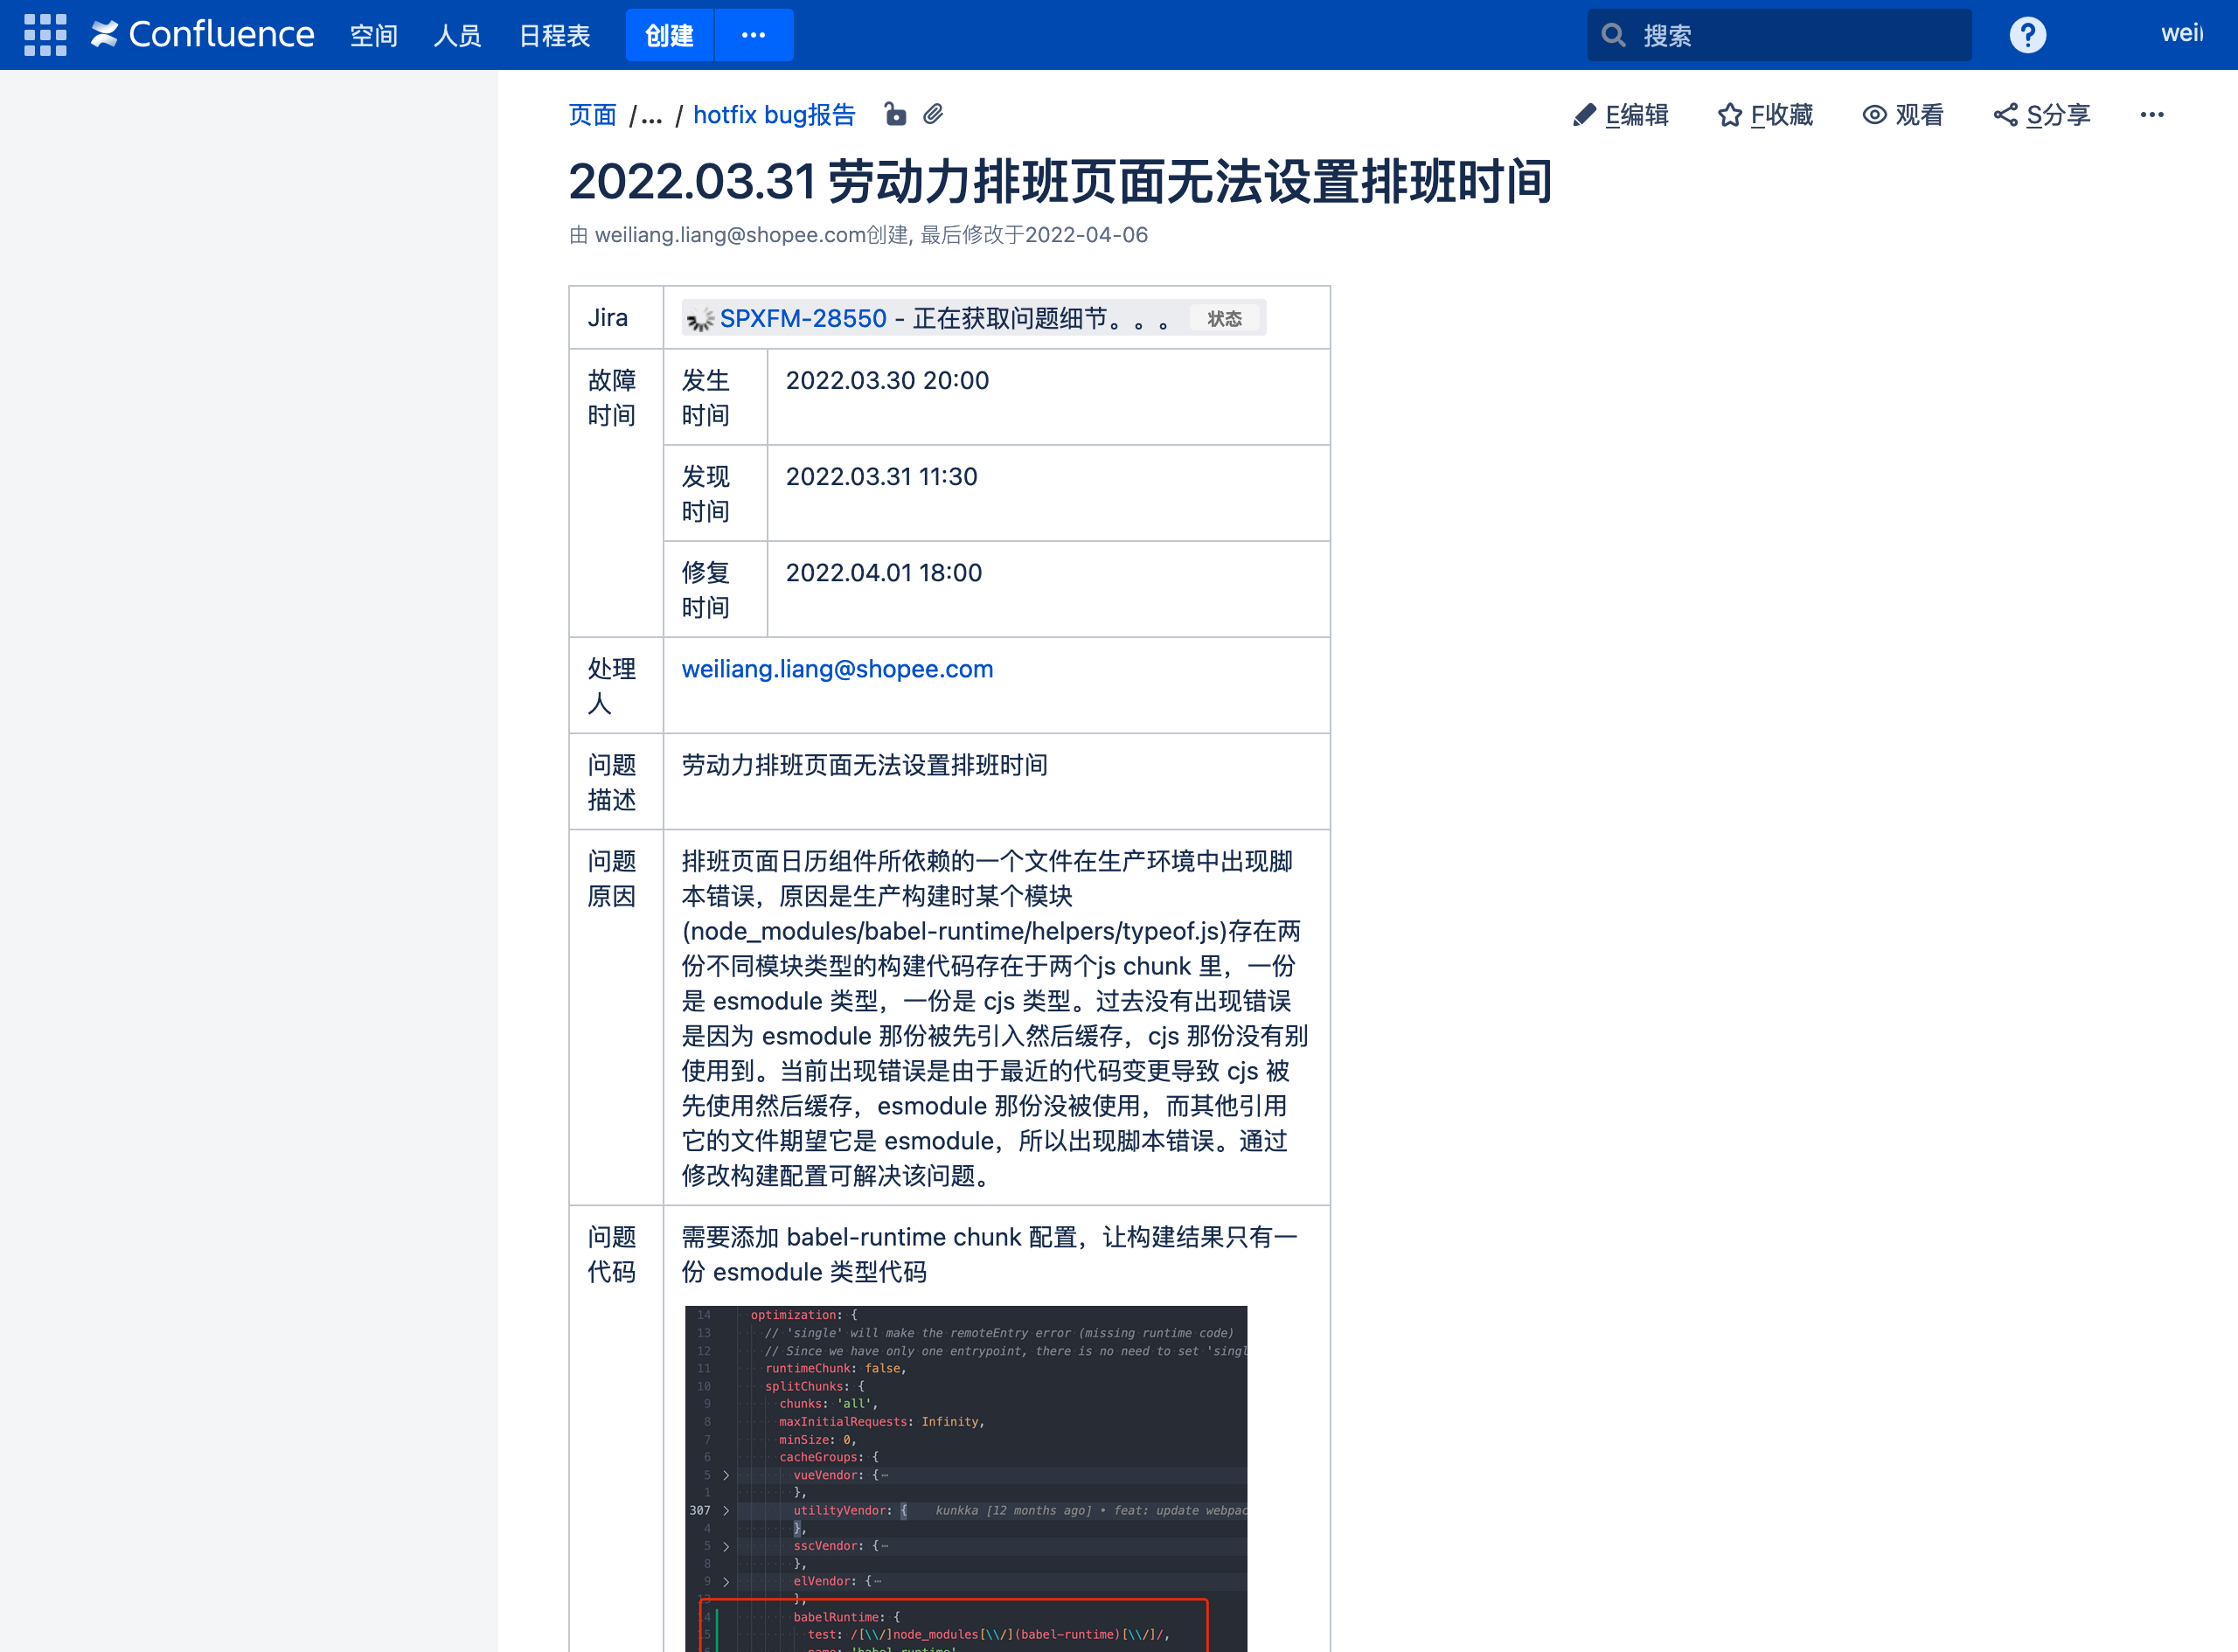 Confluence 空间 人员 日程表 创建 ··· 搜索 ? wei
页面 /... / hotfix bug报告 E编辑 F收藏 观看 S分享 ···
2022.03.31 劳动力排班页面无法设置排班时间
由 weiliang.liang@shopee.com创建, 最后修改于2022-04-06
Jira SPXFM-28550 - 正在获取问题细节。。。 状态
故障时间 发生时间 2022.03.30 20:00
发现时间 2022.03.31 11:30
修复时间 2022.04.01 18:00
处理人 weiliang.liang@shopee.com
问题描述 劳动力排班页面无法设置排班时间
问题原因 排班页面日历组件所依赖的一个文件在生产环境中出现脚
本错误，原因是生产构建时某个模块
(node_modules/babel-runtime/helpers/typeof.js)存在两
份不同模块类型的构建代码存在于两个js chunk 里，一份
是 esmodule 类型，一份是 cjs 类型。过去没有出现错误
是因为 esmodule 那份被先引入然后缓存，cjs 那份没有别
使用到。当前出现错误是由于最近的代码变更导致 cjs 被
先使用然后缓存，esmodule 那份没被使用，而其他引用
它的文件期望它是 esmodule，所以出现脚本错误。通过
修改构建配置可解决该问题。
问题代码 需要添加 babel-runtime chunk 配置，让构建结果只有一
份 esmodule 类型代码
14 optimization: {
13 // 'single' will make the remoteEntry error (missing runtime code)
12 // Since we have only one entrypoint, there is no need to set 'singl
11 runtimeChunk: false,
10 splitChunks: {
9 chunks: 'all',
8 maxInitialRequests: Infinity,
7 minSize: 0,
6 cacheGroups: {
5 vueVendor: {…
1 },
307 utilityVendor: { kunkka [12 months ago] • feat: update webpac
4 },
5 sscVendor: {…
8 },
9 elVendor: {…
13 },
14 babelRuntime: {
15 test: /[\\/]node_modules[\\/](babel-runtime)[\\/]/,
name: 'babel-runtime'